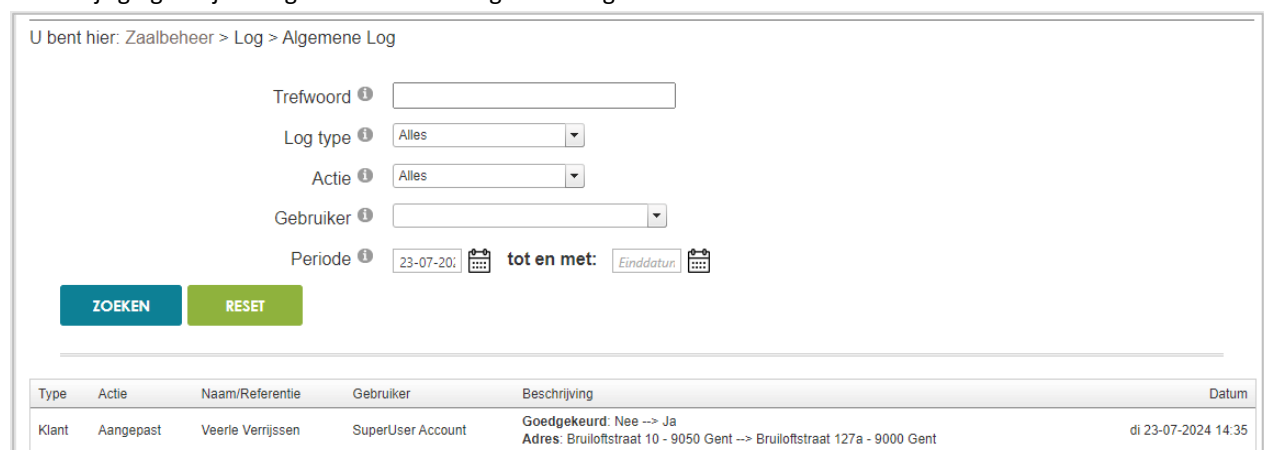 U bent hier: Zaalbeheer > Log > Algemene Log
Trefwoord
Log type Alles
Actie Alles
Gebruiker
Periode 23-07-202 tot en met: Einddatun
ZOEKEN RESET
Type Actie Naam/Referentie Gebruiker Beschrijving Datum
Klant Aangepast Veerle Verrijssen SuperUser Account Goedgekeurd: Nee --> Ja di 23-07-2024 14:35
Adres: Bruiloftstraat 10 - 9050 Gent --> Bruiloftstraat 127a - 9000 Gent